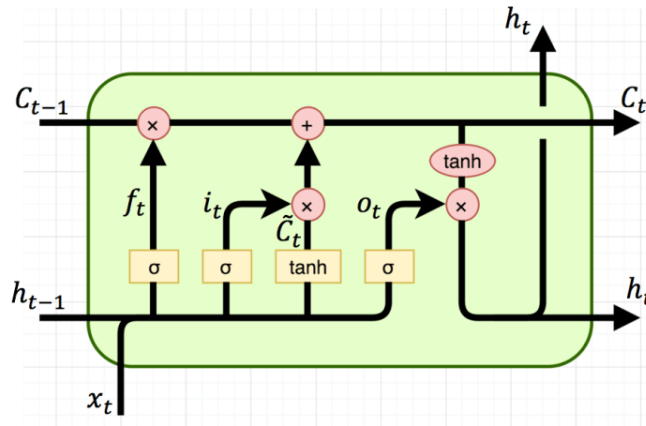 h_t
C_{t-1} × + C_t
tanh
f_t i_t × o_t ×
C̃_t
σ σ tanh σ
h_{t-1} h_t
x_t